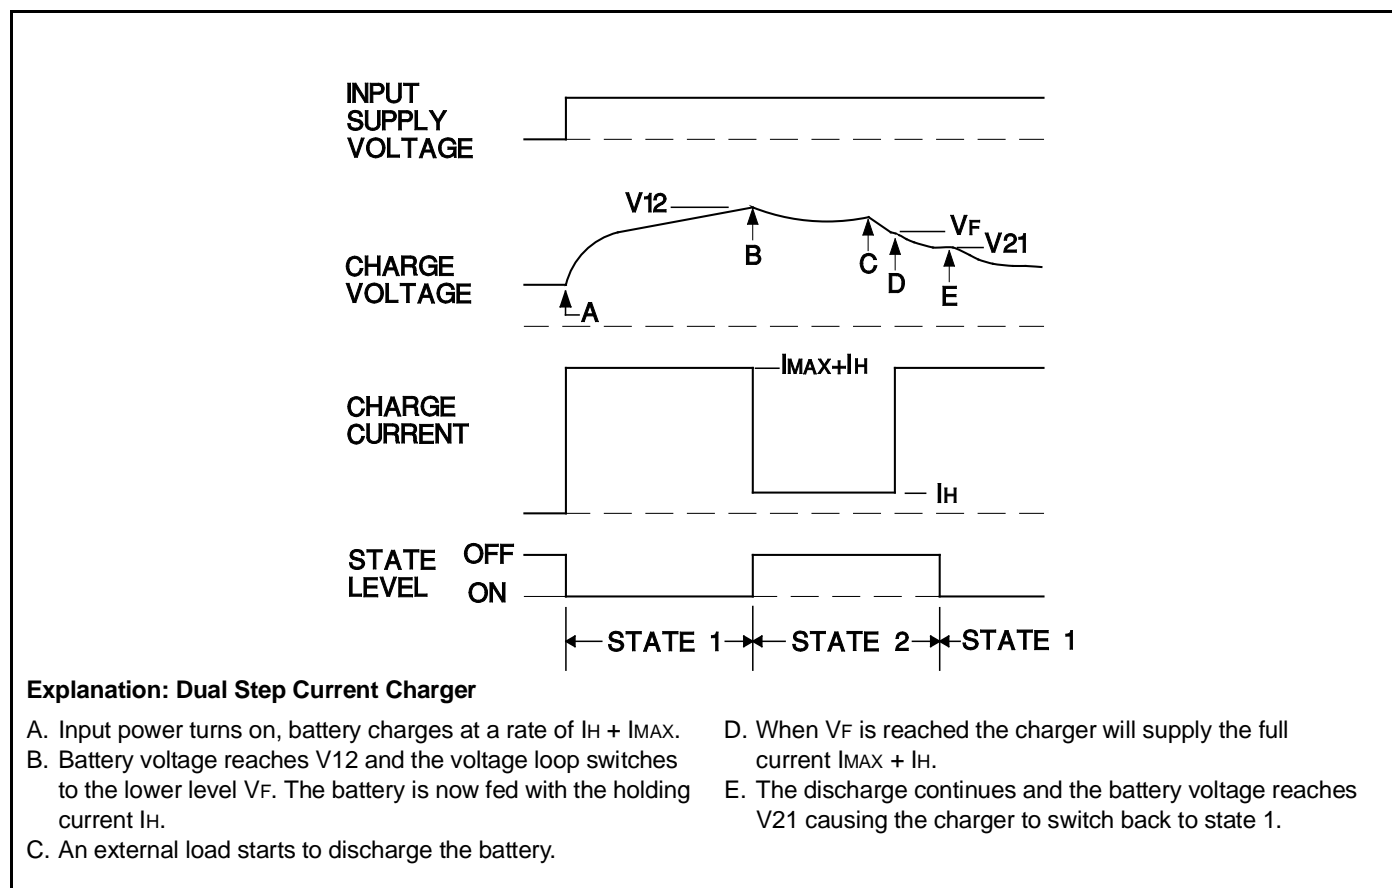 INPUT
SUPPLY
VOLTAGE
V12
VF
V21
B
C
D
E
CHARGE
VOLTAGE
A
IMAX+IH
CHARGE
CURRENT
IH
STATE
LEVEL
OFF
ON
STATE 1
STATE 2
STATE 1
Explanation: Dual Step Current Charger
A. Input power turns on, battery charges at a rate of IH + IMAX.
B. Battery voltage reaches V12 and the voltage loop switches
to the lower level VF. The battery is now fed with the holding
current IH.
C. An external load starts to discharge the battery.
D. When VF is reached the charger will supply the full
current IMAX + IH.
E. The discharge continues and the battery voltage reaches
V21 causing the charger to switch back to state 1.